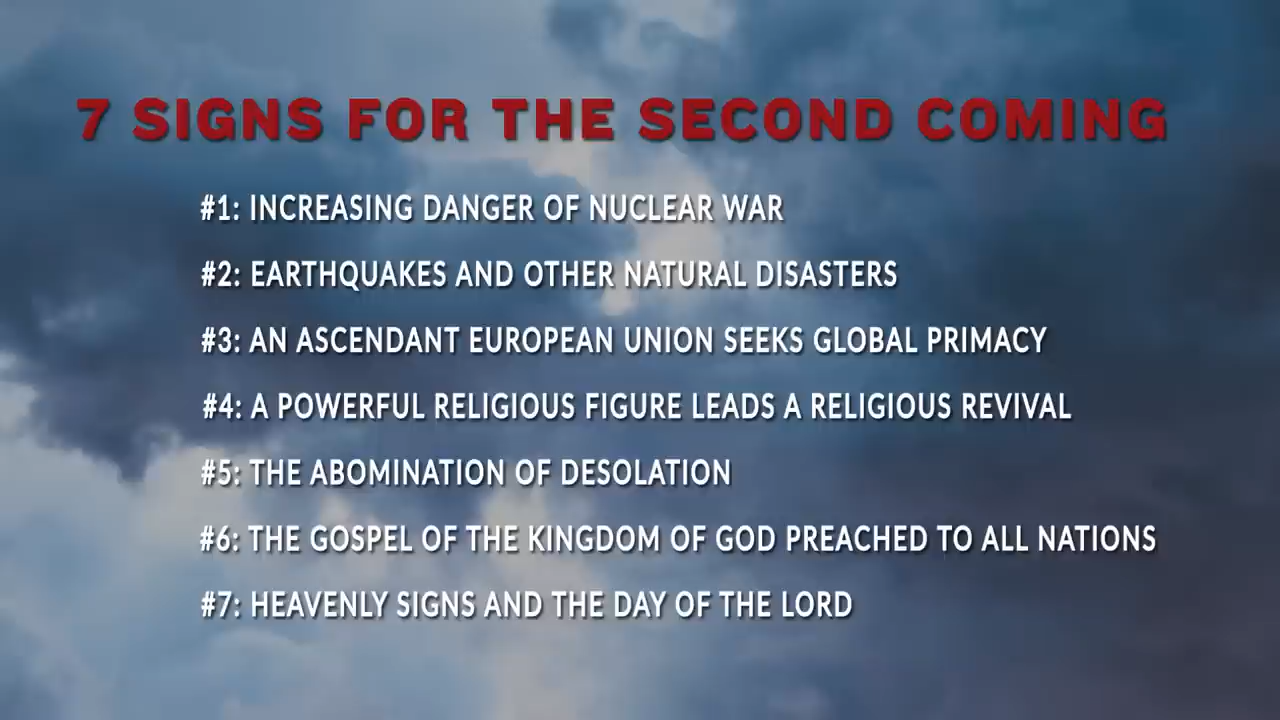 7 SIGNS FOR THE SECOND COMING
#1: INCREASING DANGER OF NUCLEAR WAR
#2: EARTHQUAKES AND OTHER NATURAL DISASTERS
#3: AN ASCENDANT EUROPEAN UNION SEEKS GLOBAL PRIMACY
#4: A POWERFUL RELIGIOUS FIGURE LEADS A RELIGIOUS REVIVAL
#5: THE ABOMINATION OF DESOLATION
#6: THE GOSPEL OF THE KINGDOM OF GOD PREACHED TO ALL NATIONS
#7: HEAVENLY SIGNS AND THE DAY OF THE LORD